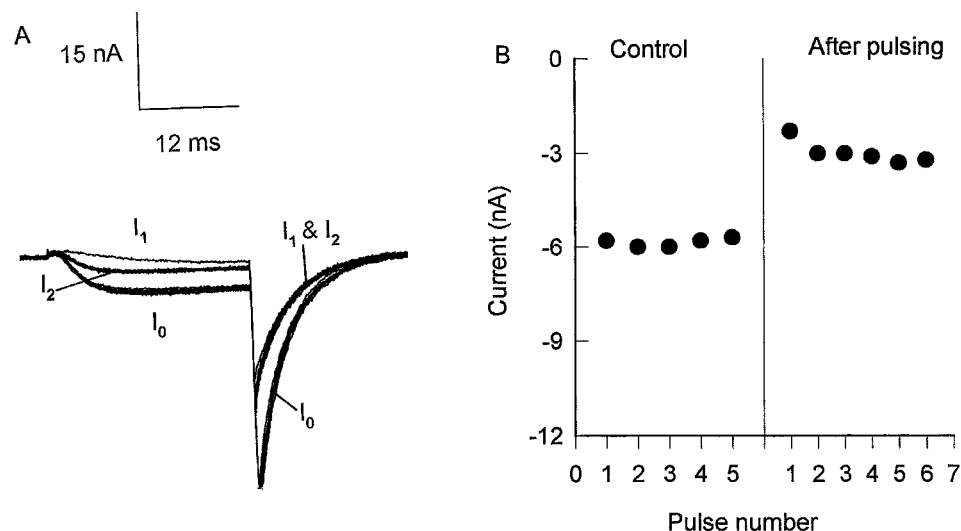 A
15 nA
12 ms
I₁
I₁ & I₂
I₂
I₀
I₀
B
Control
After pulsing
Current (nA)
0
-3
-6
-9
-12
0 1 2 3 4 5 1 2 3 4 5 6 7
Pulse number